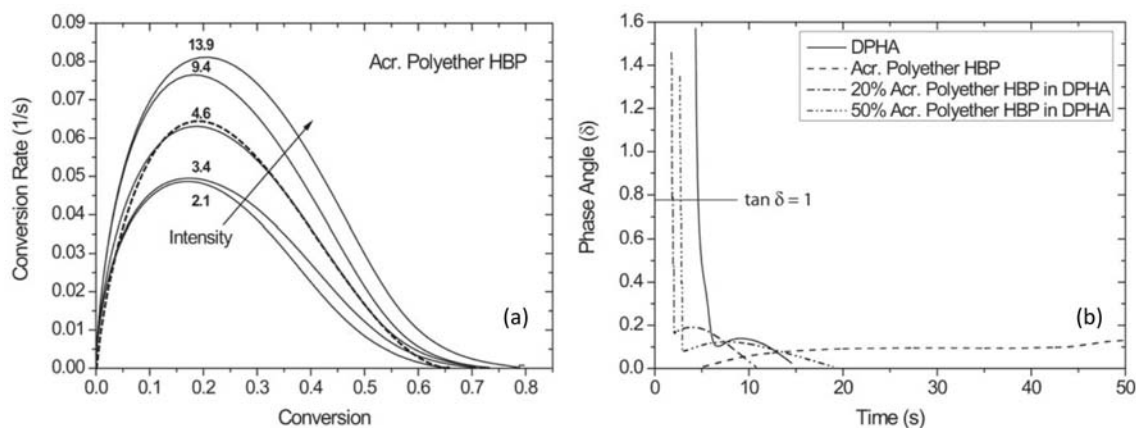 0.09
0.08
0.07
0.06
0.05
0.04
0.03
0.02
0.01
0.00
Conversion Rate (1/s)
13.9
9.4
4.6
3.4
2.1
Acr. Polyether HBP
Intensity
(a)
0.0 0.1 0.2 0.3 0.4 0.5 0.6 0.7 0.8
Conversion
1.6
1.4
1.2
1.0
0.8
0.6
0.4
0.2
0.0
Phase Angle (δ)
DPHA
Acr. Polyether HBP
20% Acr. Polyether HBP in DPHA
50% Acr. Polyether HBP in DPHA
tan δ = 1
(b)
0 10 20 30 40 50
Time (s)